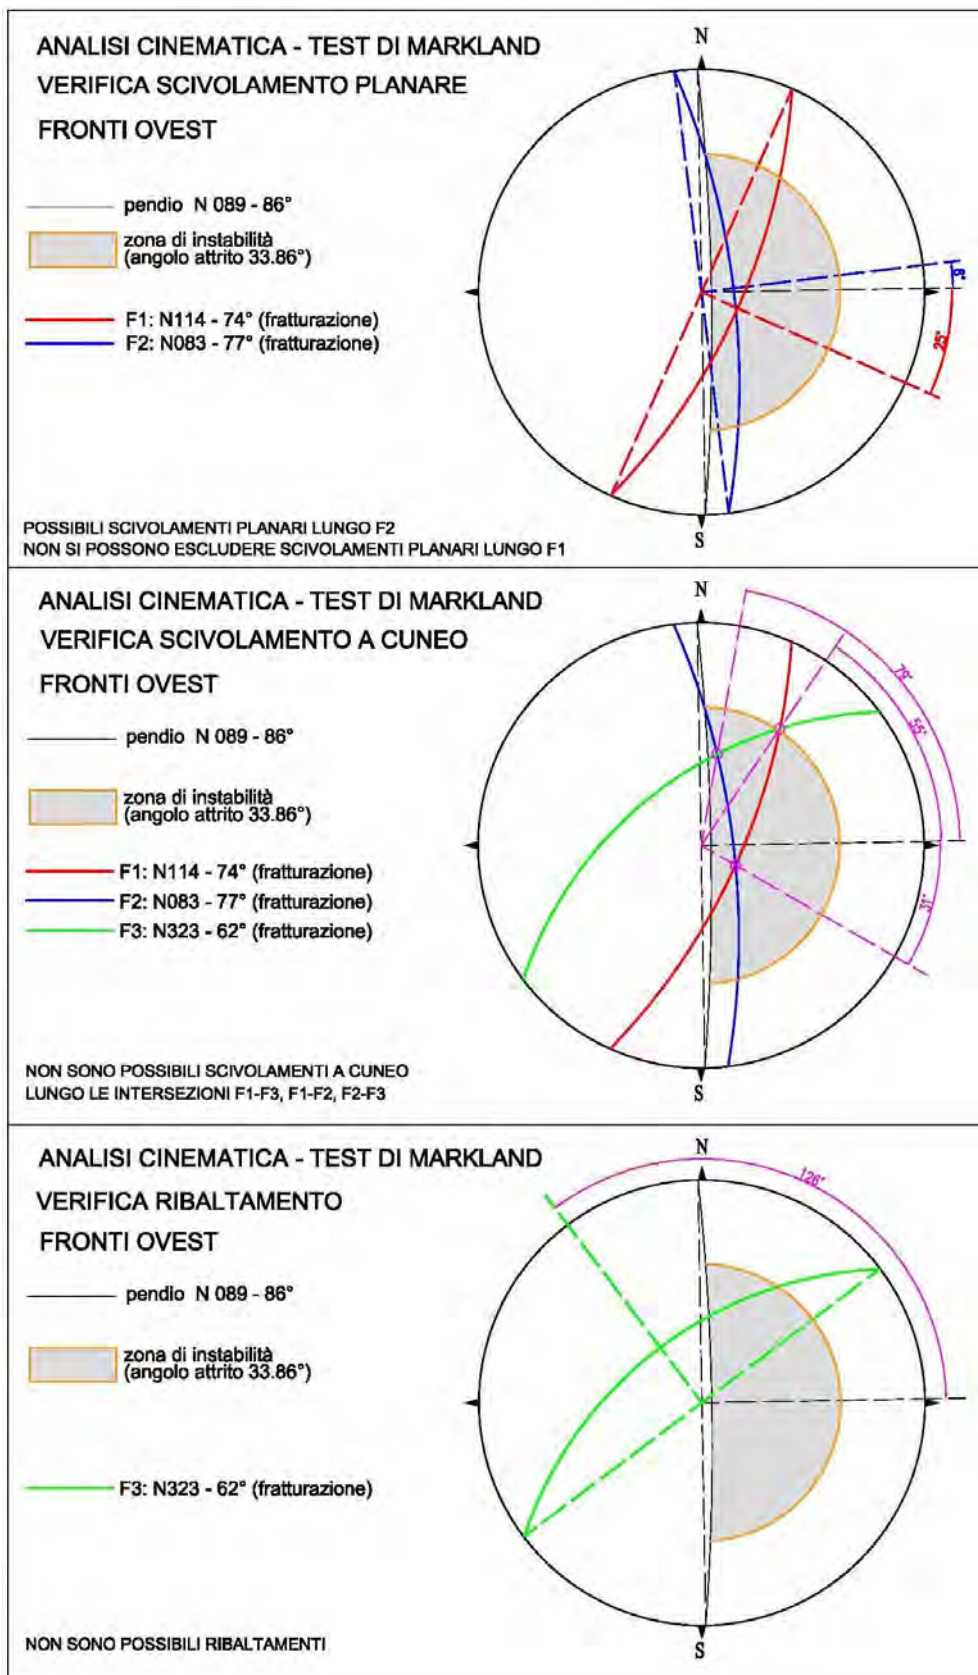 ANALISI CINEMATICA - TEST DI MARKLAND
VERIFICA SCIVOLAMENTO PLANARE
FRONTI OVEST
pendio N 089 - 86°
zona di instabilità
(angolo attrito 33.86°)
F1: N114 - 74° (fratturazione)
F2: N083 - 77° (fratturazione)
POSSIBILI SCIVOLAMENTI PLANARI LUNGO F2
NON SI POSSONO ESCLUDERE SCIVOLAMENTI PLANARI LUNGO F1
N
6°
25°
S
ANALISI CINEMATICA - TEST DI MARKLAND
VERIFICA SCIVOLAMENTO A CUNEO
FRONTI OVEST
pendio N 089 - 86°
zona di instabilità
(angolo attrito 33.86°)
F1: N114 - 74° (fratturazione)
F2: N083 - 77° (fratturazione)
F3: N323 - 62° (fratturazione)
NON SONO POSSIBILI SCIVOLAMENTI A CUNEO
LUNGO LE INTERSEZIONI F1-F3, F1-F2, F2-F3
N
79°
55°
31°
S
ANALISI CINEMATICA - TEST DI MARKLAND
VERIFICA RIBALTAMENTO
FRONTI OVEST
pendio N 089 - 86°
zona di instabilità
(angolo attrito 33.86°)
F3: N323 - 62° (fratturazione)
NON SONO POSSIBILI RIBALTAMENTI
N
126°
S